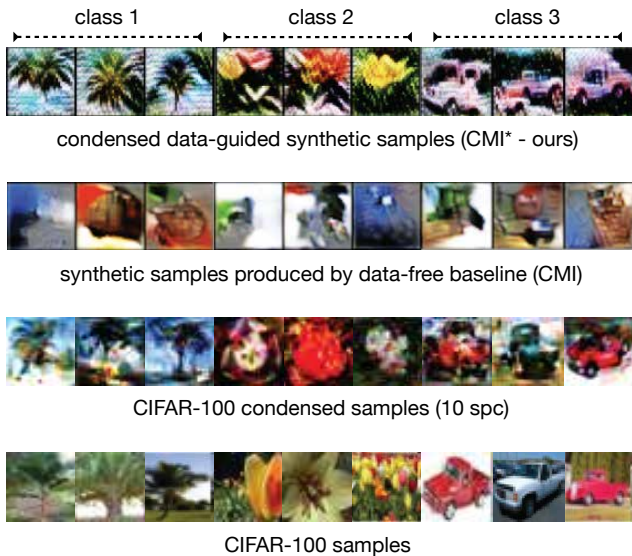 class 1 class 2 class 3
condensed data-guided synthetic samples (CMI* - ours)
synthetic samples produced by data-free baseline (CMI)
CIFAR-100 condensed samples (10 spc)
CIFAR-100 samples